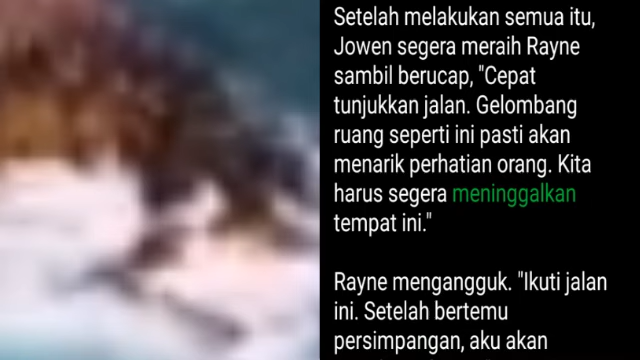 Setelah melakukan semua itu,
Jowen segera meraih Rayne
sambil berucap, "Cepat
tunjukkan jalan. Gelombang
ruang seperti ini pasti akan
menarik perhatian orang. Kita
harus segera meninggalkan
tempat ini."
Rayne mengangguk. "Ikuti jalan
ini. Setelah bertemu
persimpangan, aku akan